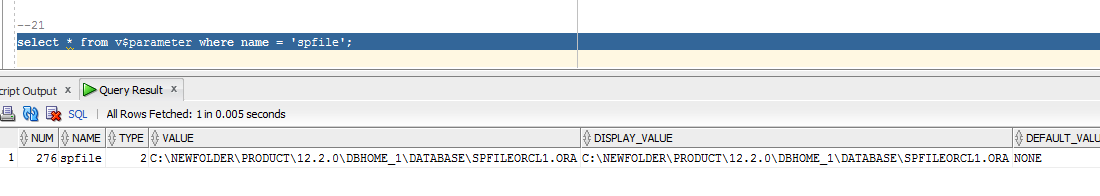 --21
select * from v$parameter where name = 'spfile';
cript Output x Query Result x
SQL | All Rows Fetched: 1 in 0.005 seconds
NUM NAME TYPE VALUE DISPLAY_VALUE DEFAULT_VALU
1 276 spfile 2 C:\NEWFOLDER\PRODUCT\12.2.0\DBHOME_1\DATABASE\SPFILEORCL1.ORA C:\NEWFOLDER\PRODUCT\12.2.0\DBHOME_1\DATABASE\SPFILEORCL1.ORA NONE